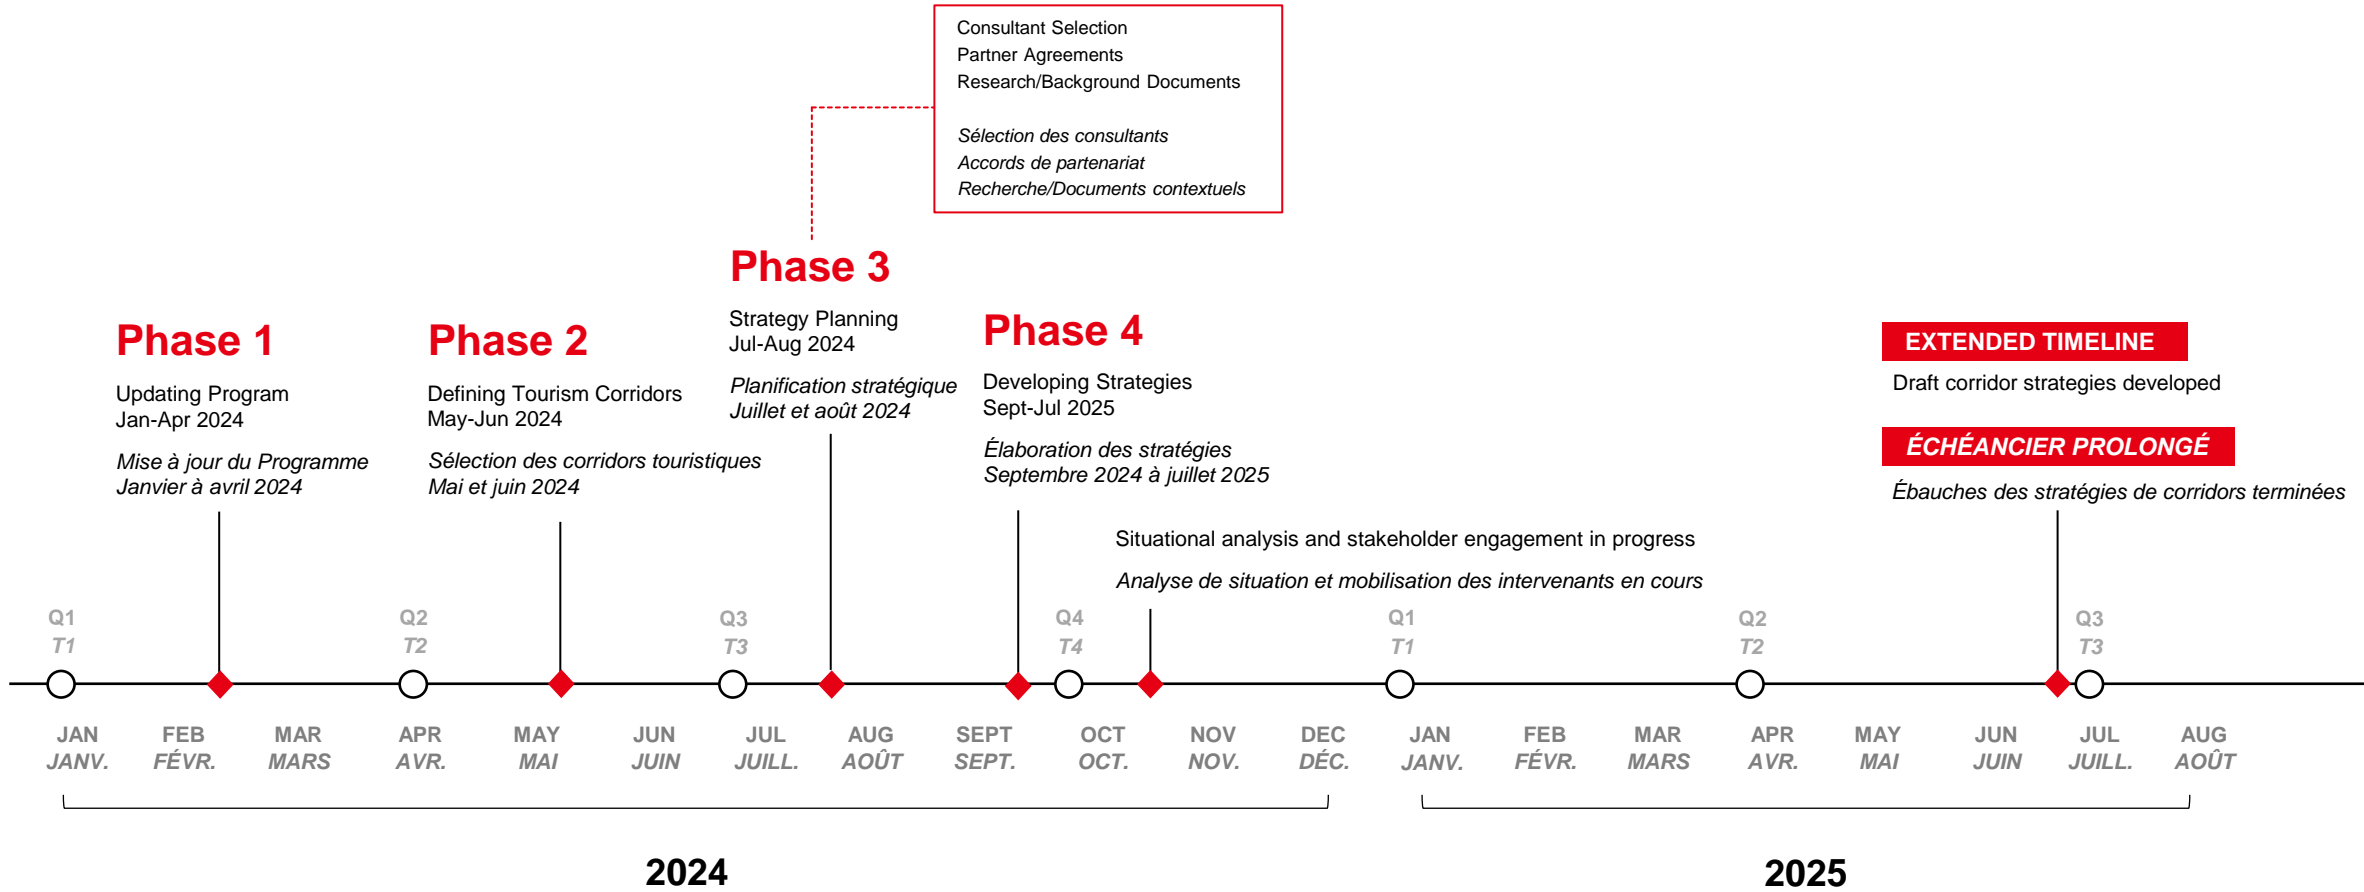 Consultant Selection
Partner Agreements
Research/Background Documents
Sélection des consultants
Accords de partenariat
Recherche/Documents contextuels
Phase 1
Updating Program
Jan-Apr 2024
Mise à jour du Programme
Janvier à avril 2024
Phase 2
Defining Tourism Corridors
May-Jun 2024
Sélection des corridors touristiques
Mai et juin 2024
Phase 3
Strategy Planning
Jul-Aug 2024
Planification stratégique
Juillet et août 2024
Phase 4
Developing Strategies
Sept-Jul 2025
Élaboration des stratégies
Septembre 2024 à juillet 2025
Situational analysis and stakeholder engagement in progress
Analyse de situation et mobilisation des intervenants en cours
EXTENDED TIMELINE
Draft corridor strategies developed
ÉCHÉANCIER PROLONGÉ
Ébauches des stratégies de corridors terminées
Q1 Q2 Q3 Q4 Q1 Q2 Q3
T1 T2 T3 T4 T1 T2 T3
JAN FEB MAR APR MAY JUN JUL AUG SEPT OCT NOV DEC JAN FEB MAR APR MAY JUN JUL AUG
JANV. FÉVR. MARS AVR. MAI JUIN JUILL. AOÛT SEPT. OCT. NOV. DÉC. JANV. FÉVR. MARS AVR. MAI JUIN JUILL. AOÛT
2024 2025